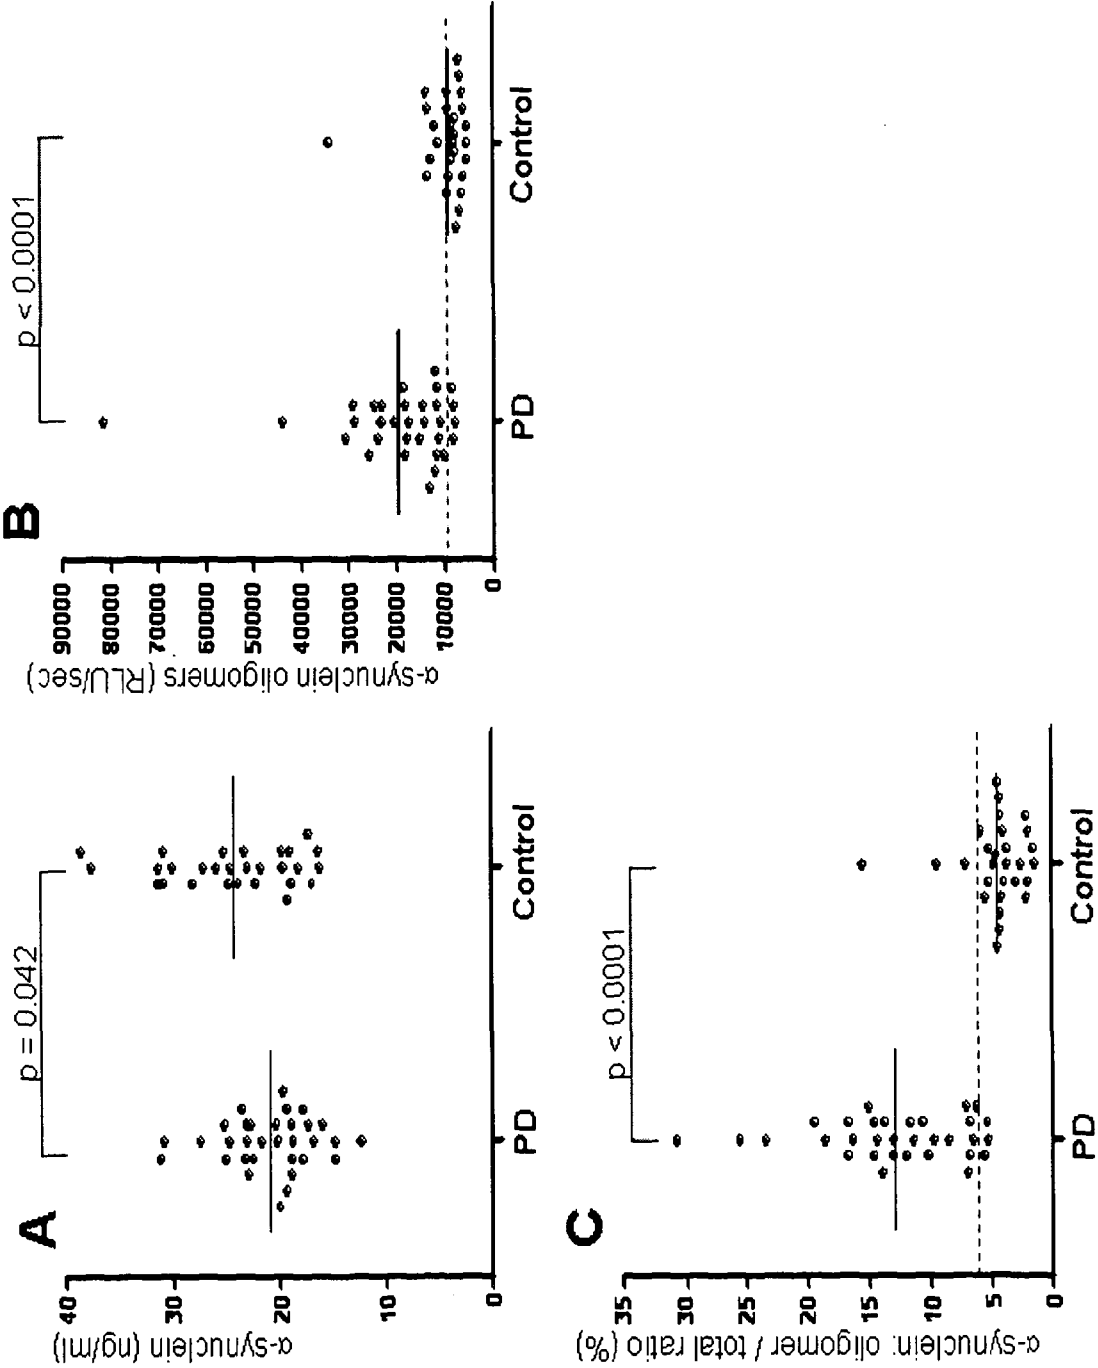 A
p = 0.042
α-synuclein (ng/ml)
40
30
20
10
0
PD
Control
B
p < 0.0001
α-synuclein oligomers (RLU/sec)
90000
80000
70000
60000
50000
40000
30000
20000
10000
0
PD
Control
C
p < 0.0001
α-synuclein: oligomer / total ratio (%)
35
30
25
20
15
10
5
0
PD
Control